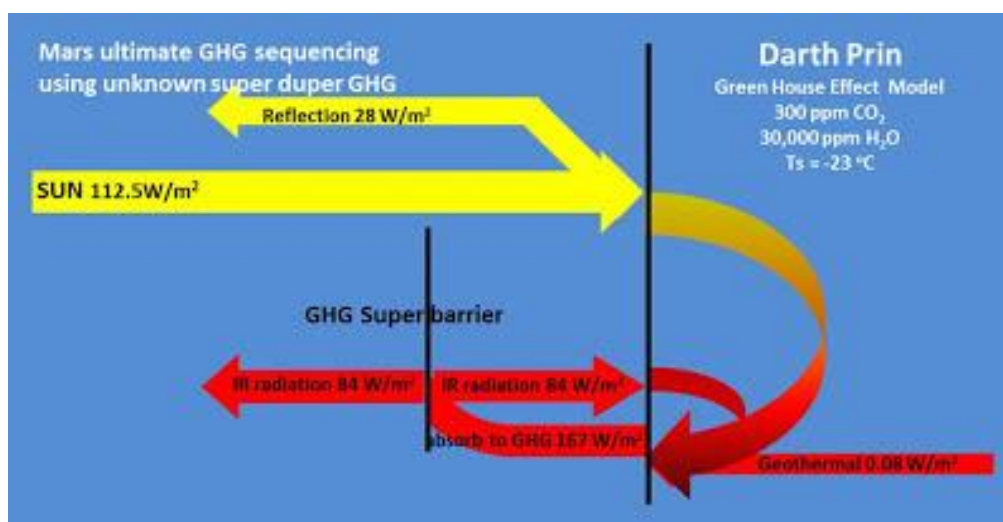 Mars ultimate GHG sequencing
using unknown super duper GHG
Darth Prin
Green House Effect Model
300 ppm CO₂
30,000 ppm H₂O
Ts = -23 ᵒC
Reflection 28 W/m²
SUN 112.5W/m²
GHG Super barrier
IR radiation 84 W/m²
IR radiation 84 W/m²
absorb to GHG 167 W/m²
Geothermal 0.08 W/m²